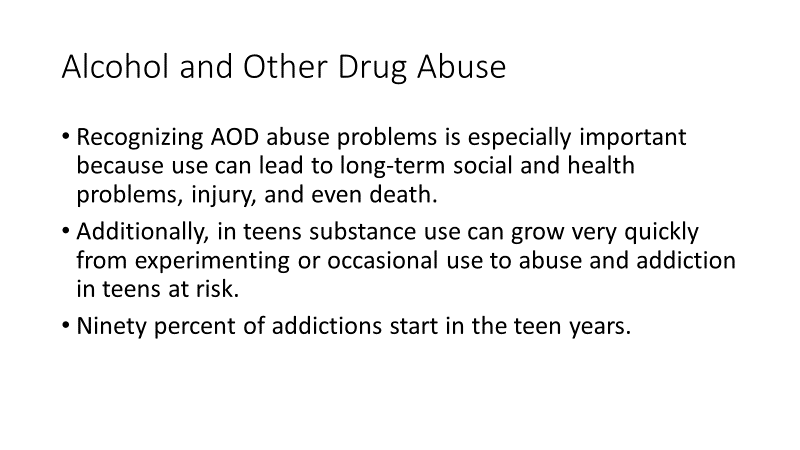 Alcohol and Other Drug Abuse
• Recognizing AOD abuse problems is especially important
because use can lead to long-term social and health
problems, injury, and even death.
• Additionally, in teens substance use can grow very quickly
from experimenting or occasional use to abuse and addiction
in teens at risk.
• Ninety percent of addictions start in the teen years.